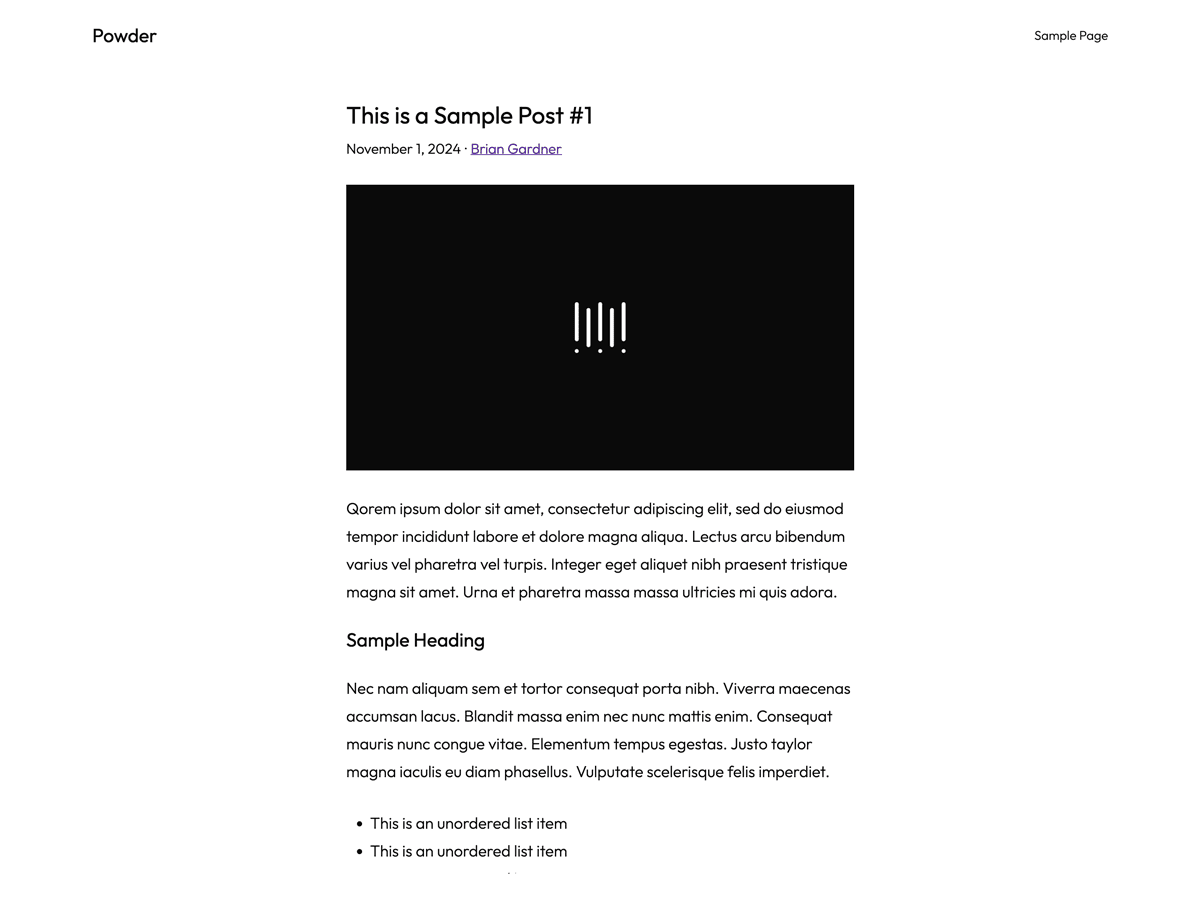 Powder
Sample Page
This is a Sample Post #1
November 1, 2024 · Brian Gardner
Qorem ipsum dolor sit amet, consectetur adipiscing elit, sed do eiusmod
tempor incididunt labore et dolore magna aliqua. Lectus arcu bibendum
varius vel pharetra vel turpis. Integer eget aliquet nibh praesent tristique
magna sit amet. Urna et pharetra massa massa ultricies mi quis adora.
Sample Heading
Nec nam aliquam sem et tortor consequat porta nibh. Viverra maecenas
accumsan lacus. Blandit massa enim nec nunc mattis enim. Consequat
mauris nunc congue vitae. Elementum tempus egestas. Justo taylor
magna iaculis eu diam phasellus. Vulputate scelerisque felis imperdiet.
• This is an unordered list item
• This is an unordered list item